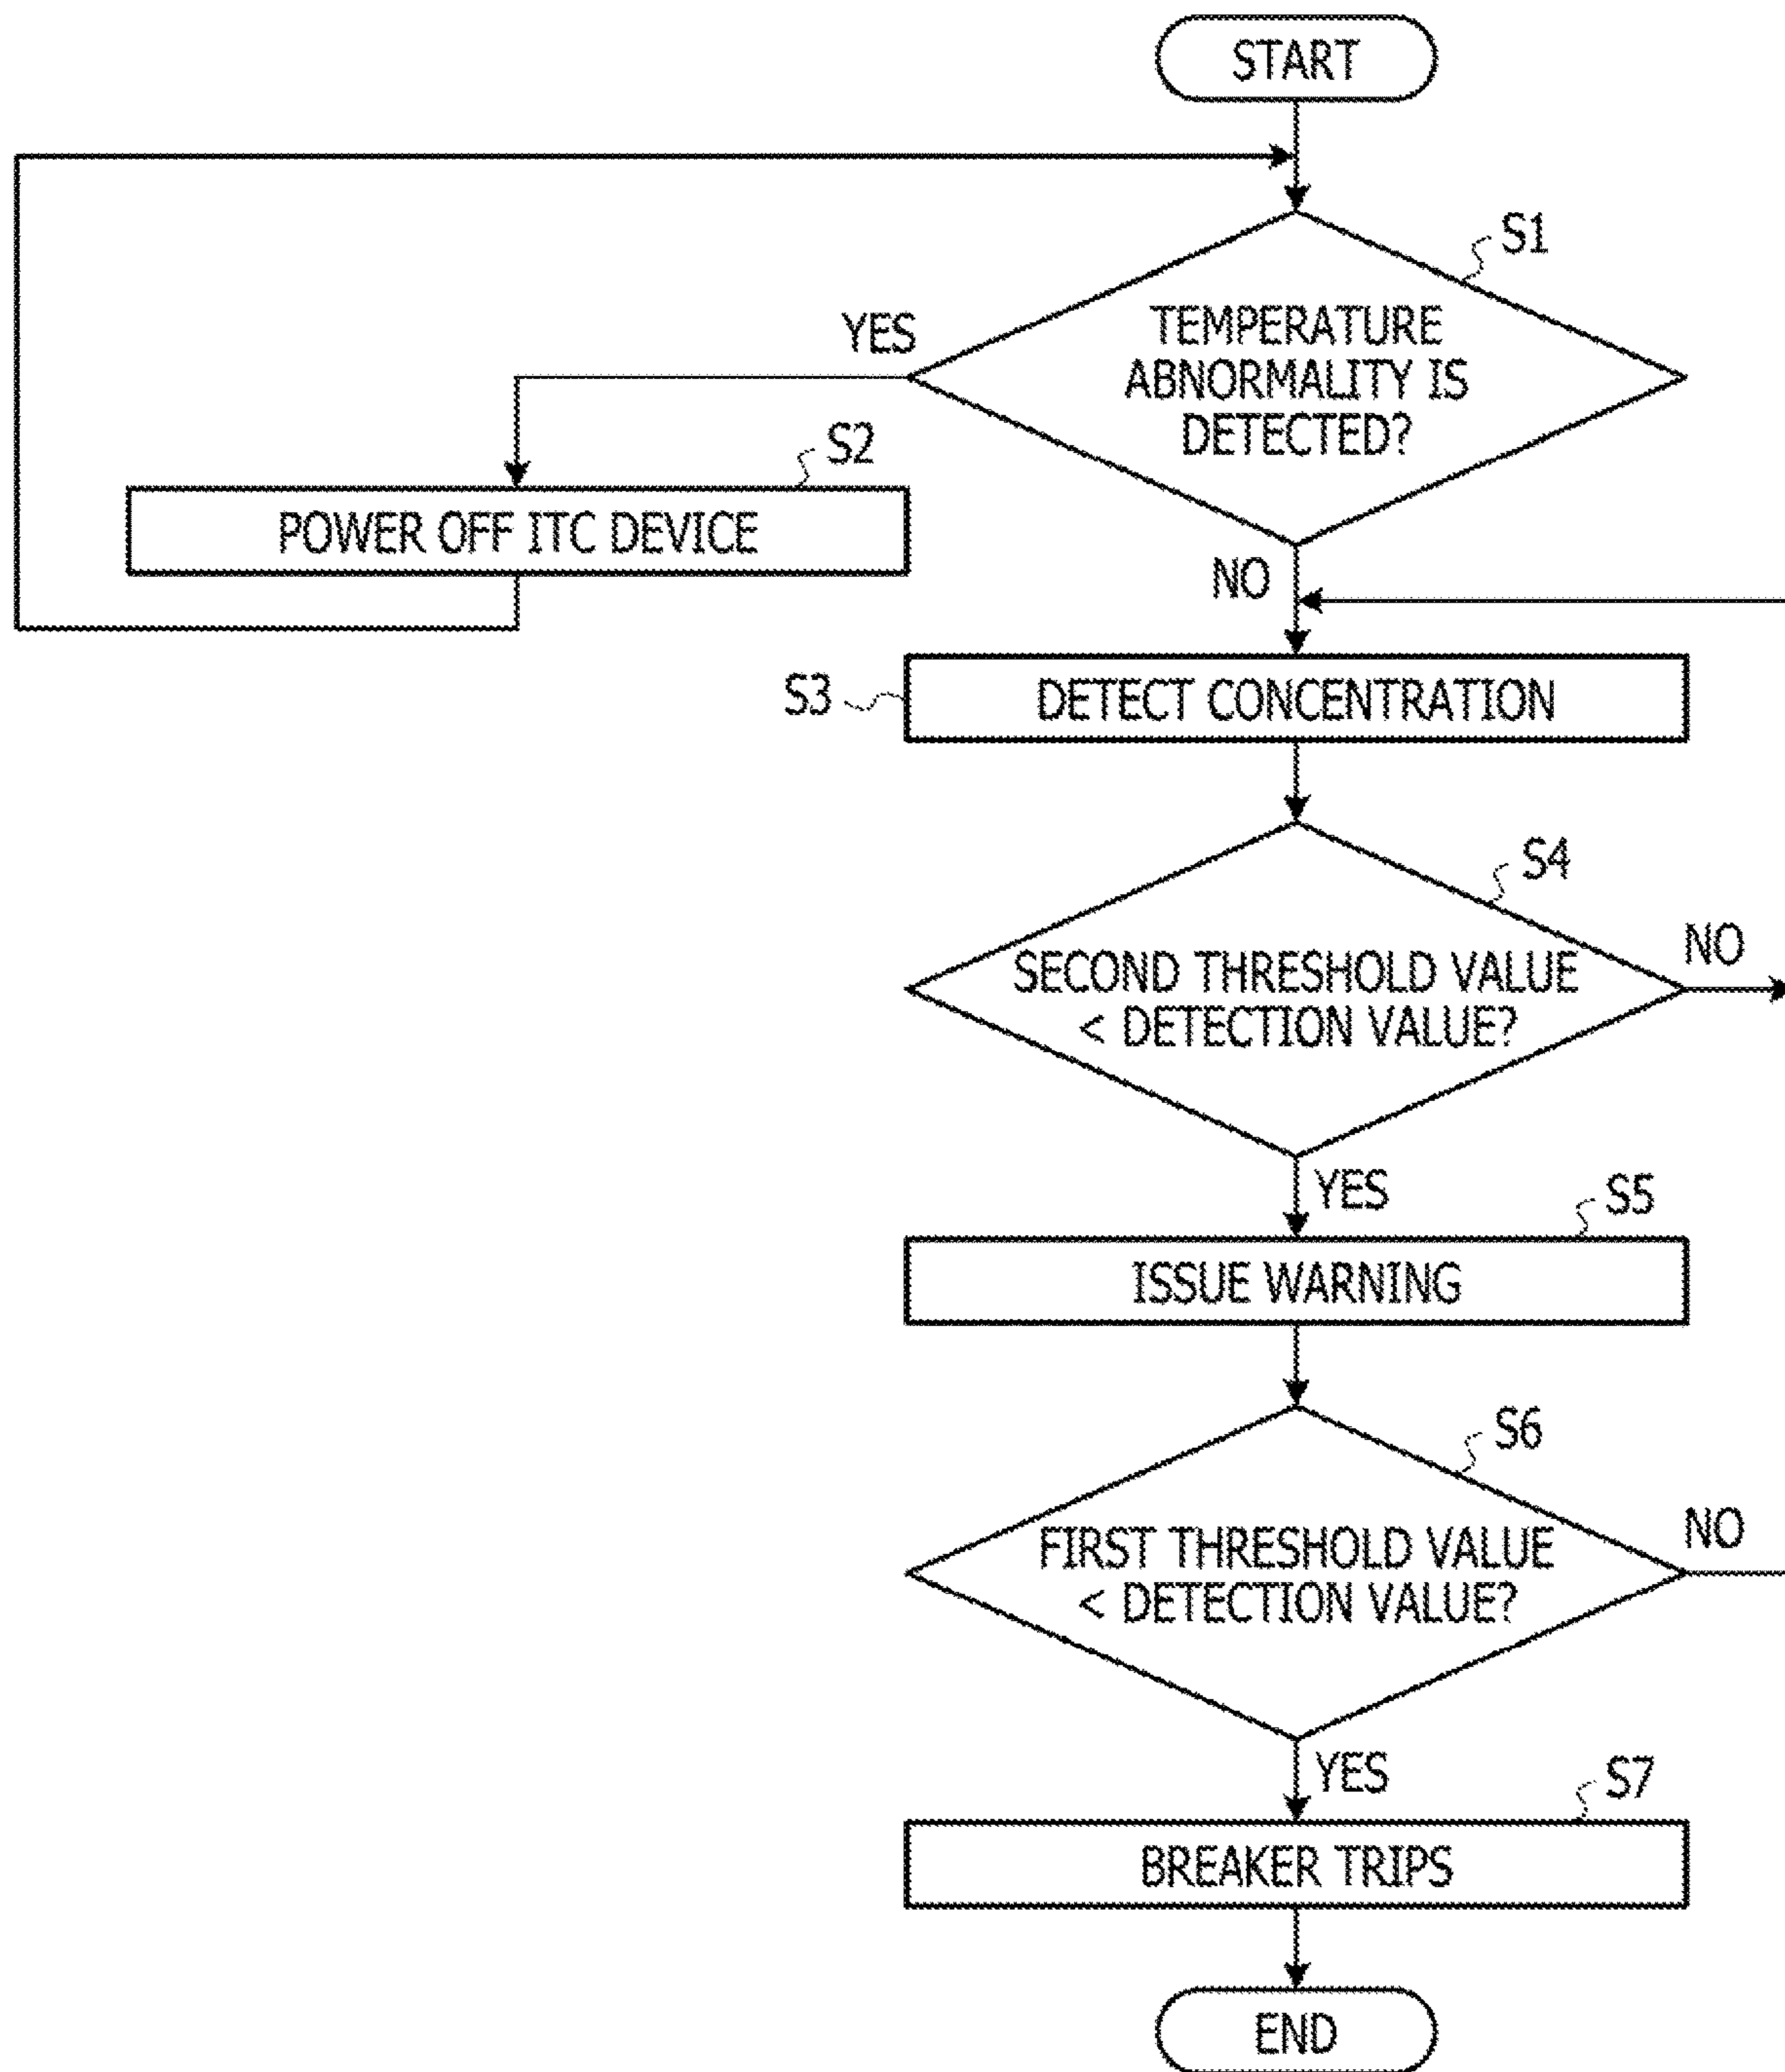 START
S1
YES
TEMPERATURE
ABNORMALITY IS
DETECTED?
S2
POWER OFF ITC DEVICE
NO
S3
DETECT CONCENTRATION
S4
NO
SECOND THRESHOLD VALUE
< DETECTION VALUE?
YES
S5
ISSUE WARNING
S6
NO
FIRST THRESHOLD VALUE
< DETECTION VALUE?
YES
S7
BREAKER TRIPS
END